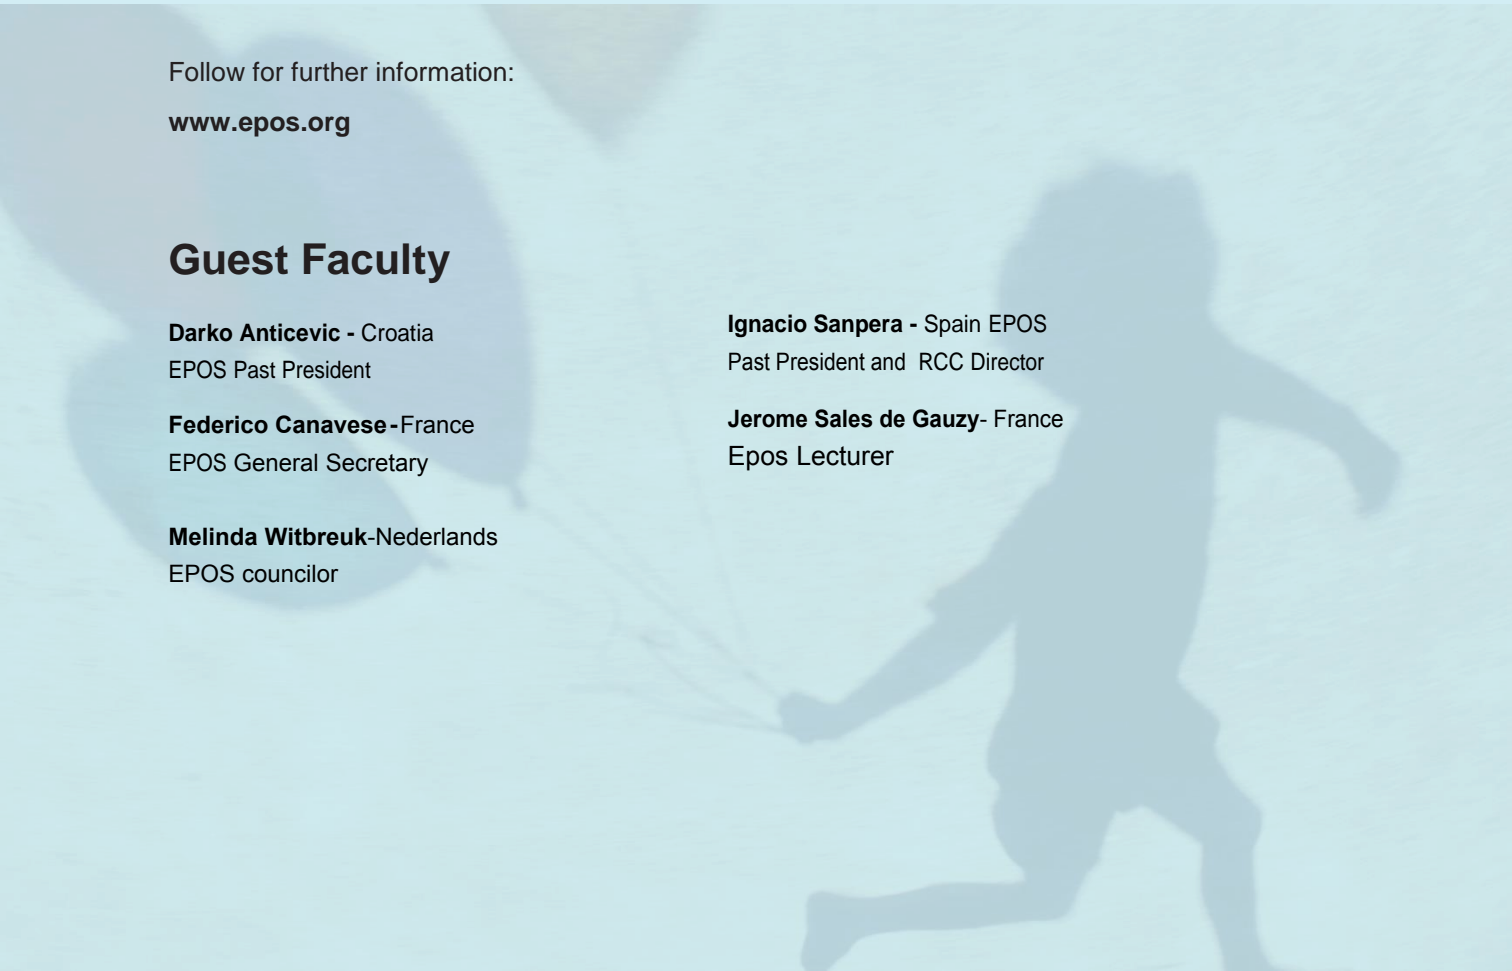 Follow for further information:
www.epos.org
Guest Faculty
Darko Anticevic - Croatia
EPOS Past President
Federico Canavese - France
EPOS General Secretary
Melinda Witbreuk-Nederlands
EPOS councilor
Ignacio Sanpera - Spain EPOS
Past President and RCC Director
Jerome Sales de Gauzy- France
Epos Lecturer